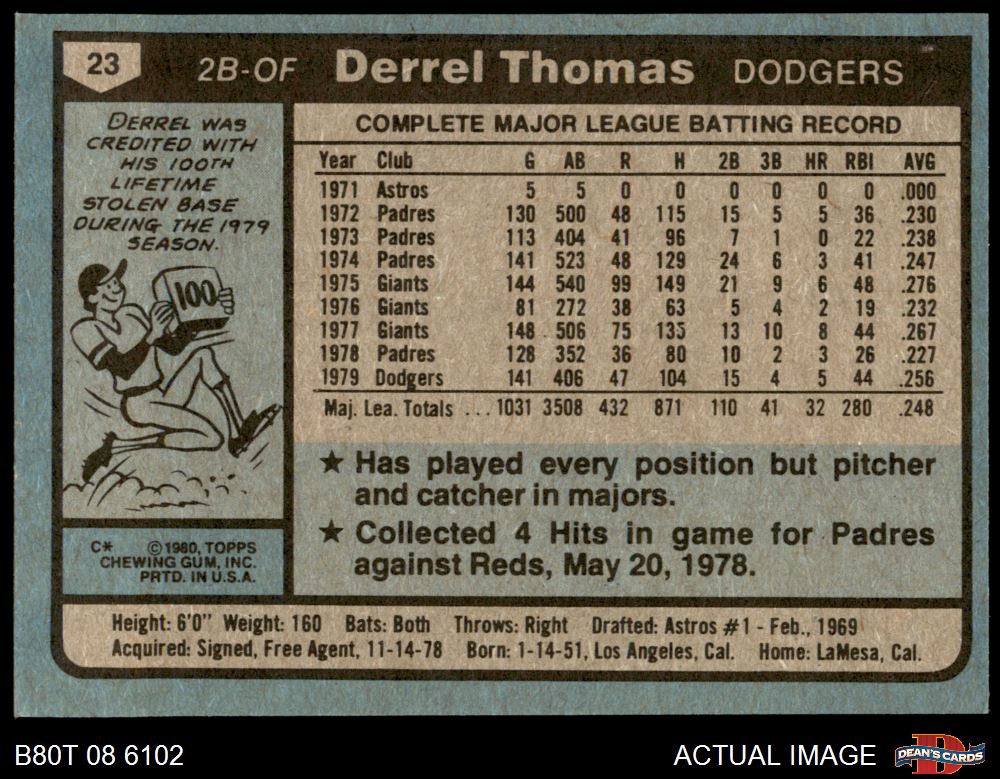 23 2B-OF Derrel Thomas DODGERS
DERREL WAS
CREDITED WITH
HIS 100TH
LIFETIME
STOLEN BASE
DURING THE 1979
SEASON.
100
C* ©1980, TOPPS
CHEWING GUM, INC.
PRTD. IN U.S.A.
COMPLETE MAJOR LEAGUE BATTING RECORD
Year Club G AB R H 2B 3B HR RBI AVG
1971 Astros 5 5 0 0 0 0 0 0 .000
1972 Padres 130 500 48 115 15 5 5 36 .230
1973 Padres 113 404 41 96 7 1 0 22 .238
1974 Padres 141 523 48 129 24 6 3 41 .247
1975 Giants 144 540 99 149 21 9 6 48 .276
1976 Giants 81 272 38 63 5 4 2 19 .232
1977 Giants 148 506 75 135 13 10 8 44 .267
1978 Padres 128 352 36 80 10 2 3 26 .227
1979 Dodgers 141 406 47 104 15 4 5 44 .256
Maj. Lea. Totals ... 1031 3508 432 871 110 41 32 280 .248
★ Has played every position but pitcher
and catcher in majors.
★ Collected 4 Hits in game for Padres
against Reds, May 20, 1978.
Height: 6'0" Weight: 160 Bats: Both Throws: Right Drafted: Astros #1 - Feb., 1969
Acquired: Signed, Free Agent, 11-14-78 Born: 1-14-51, Los Angeles, Cal. Home: LaMesa, Cal.
B80T 08 6102 ACTUAL IMAGE DEAN'S CARDS